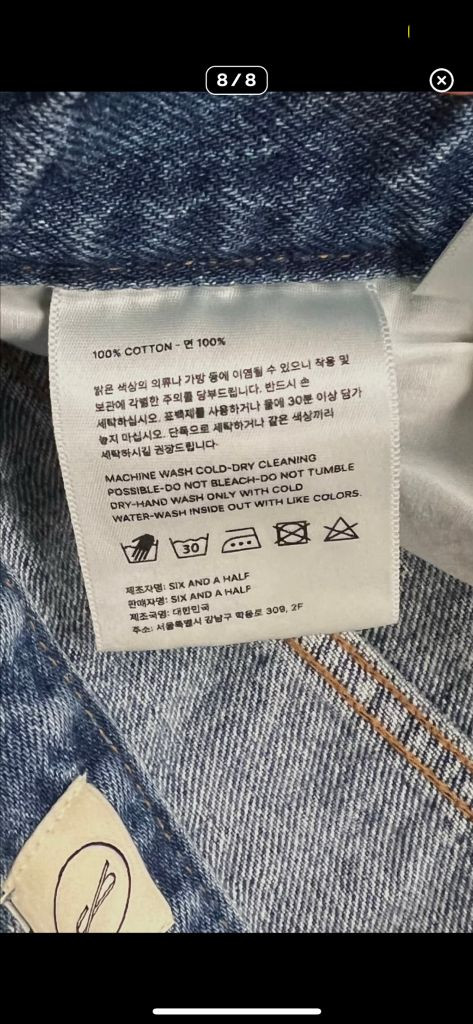 8/8
100% COTTON - 면 100%
밝은 색상의 의류나 가방 등에 이염될 수 있으니 착용 및
보관에 각별한 주의를 당부드립니다. 반드시 손
세탁하십시오. 표백제를 사용하거나 물에 30분 이상 담가
놓지 마십시오. 단독으로 세탁하거나 같은 색상끼리
세탁하시길 권장드립니다.
MACHINE WASH COLD-DRY CLEANING
POSSIBLE-DO NOT BLEACH-DO NOT TUMBLE
DRY-HAND WASH ONLY WITH COLD
WATER-WASH INSIDE OUT WITH LIKE COLORS.
30
제조자명: SIX AND A HALF
판매자명: SIX AND A HALF
제조국명: 대한민국
주소: 서울특별시 강남구 학동로 309, 2F